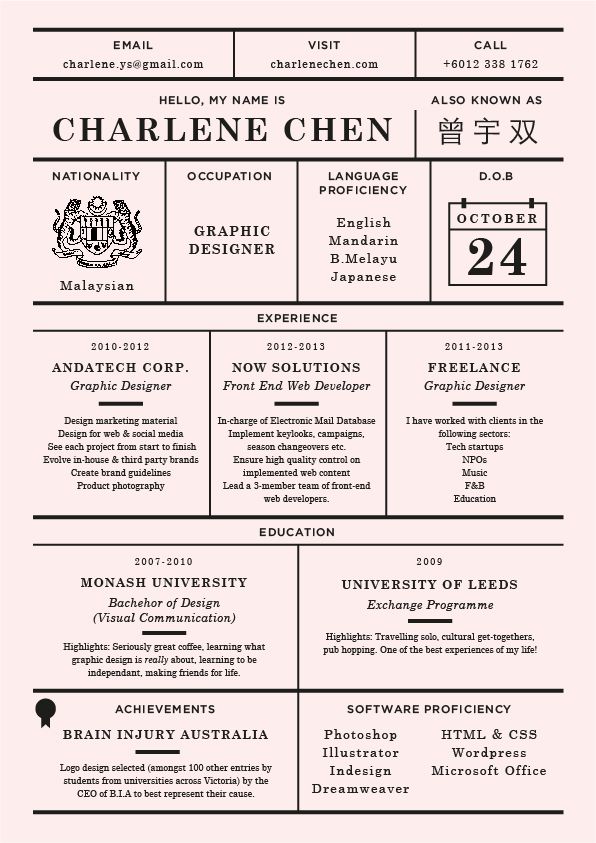 EMAIL
charlene.ys@gmail.com
VISIT
charlenechen.com
CALL
+6012 338 1762
HELLO, MY NAME IS
CHARLENE CHEN
ALSO KNOWN AS
曾宇双
NATIONALITY
Malaysian
OCCUPATION
GRAPHIC
DESIGNER
LANGUAGE
PROFICIENCY
English
Mandarin
B.Melayu
Japanese
D.O.B
OCTOBER
24
EXPERIENCE
2010-2012
ANDATECH CORP.
Graphic Designer
Design marketing material
Design for web & social media
See each project from start to finish
Evolve in-house & third party brands
Create brand guidelines
Product photography
2012-2013
NOW SOLUTIONS
Front End Web Developer
In-charge of Electronic Mail Database
Implement keylooks, campaigns,
season changeovers etc.
Ensure high quality control on
implemented web content
Lead a 3-member team of front-end
web developers.
2011-2013
FREELANCE
Graphic Designer
I have worked with clients in the
following sectors:
Tech startups
NPOs
Music
F&B
Education
EDUCATION
2007-2010
MONASH UNIVERSITY
Bachehor of Design
(Visual Communication)
Highlights: Seriously great coffee, learning what
graphic design is really about, learning to be
independant, making friends for life.
2009
UNIVERSITY OF LEEDS
Exchange Programme
Highlights: Travelling solo, cultural get-togethers,
pub hopping. One of the best experiences of my life!
ACHIEVEMENTS
BRAIN INJURY AUSTRALIA
Logo design selected (amongst 100 other entries by
students from universities across Victoria) by the
CEO of B.I.A to best represent their cause.
SOFTWARE PROFICIENCY
Photoshop
Illustrator
Indesign
Dreamweaver
HTML & CSS
Wordpress
Microsoft Office